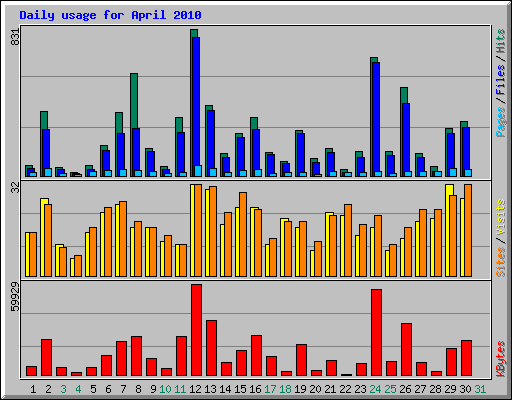 Daily usage for April 2010
831
Pages / Files / Hits
32
Sites / Visits
59929
KBytes
1 2 3 4 5 6 7 8 9 10 11 12 13 14 15 16 17 18 19 20 21 22 23 24 25 26 27 28 29 30 31